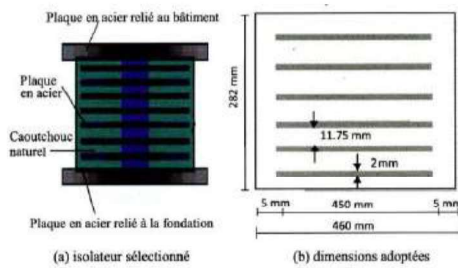 Plaque en acier relié au bâtiment
Plaque
en acier
Caoutchouc
naturel
Plaque en acier relié à la fondation
(a) isolateur sélectionné
282 mm
11.75 mm
2mm
5 mm
450 mm
5 mm
460 mm
(b) dimensions adoptées